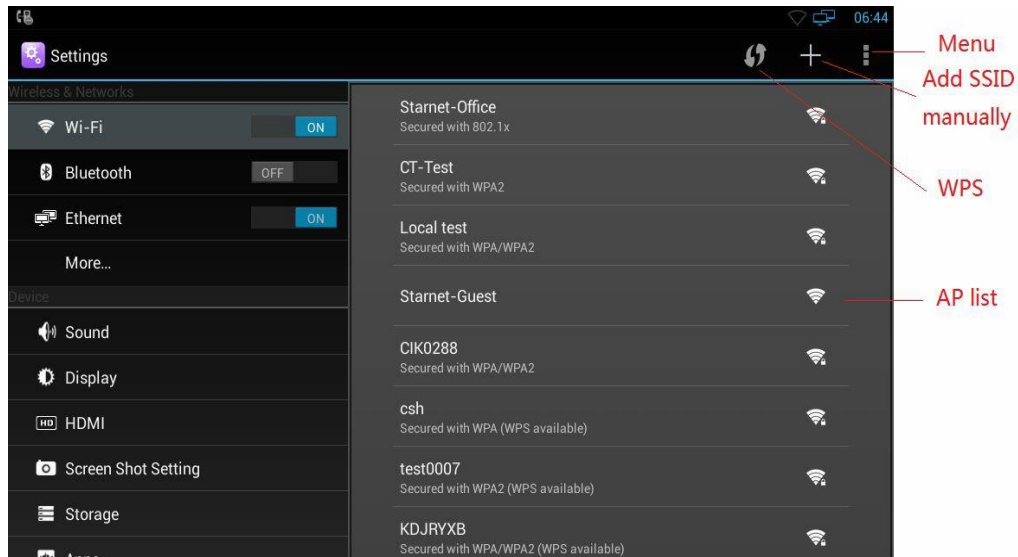 06:44
Settings
Menu
Add SSID
manually
WPS
AP list
Wireless & Networks
Wi-Fi ON
Bluetooth OFF
Ethernet ON
More...
Device
Sound
Display
HD HDMI
Screen Shot Setting
Storage
Apps
Starnet-Office
Secured with 802.1x
CT-Test
Secured with WPA2
Local test
Secured with WPA/WPA2
Starnet-Guest
CIK0288
Secured with WPA/WPA2
csh
Secured with WPA (WPS available)
test0007
Secured with WPA2 (WPS available)
KDJRYXB
Secured with WPA/WPA2 (WPS available)